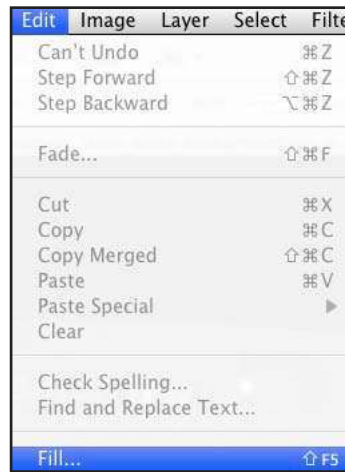 Edit Image Layer Select Filte
Can't Undo ⌘Z
Step Forward ⇧⌘Z
Step Backward ⌥⌘Z
Fade... ⇧⌘F
Cut ⌘X
Copy ⌘C
Copy Merged ⇧⌘C
Paste ⌘V
Paste Special ▶
Clear
Check Spelling...
Find and Replace Text...
Fill... ⇧F5